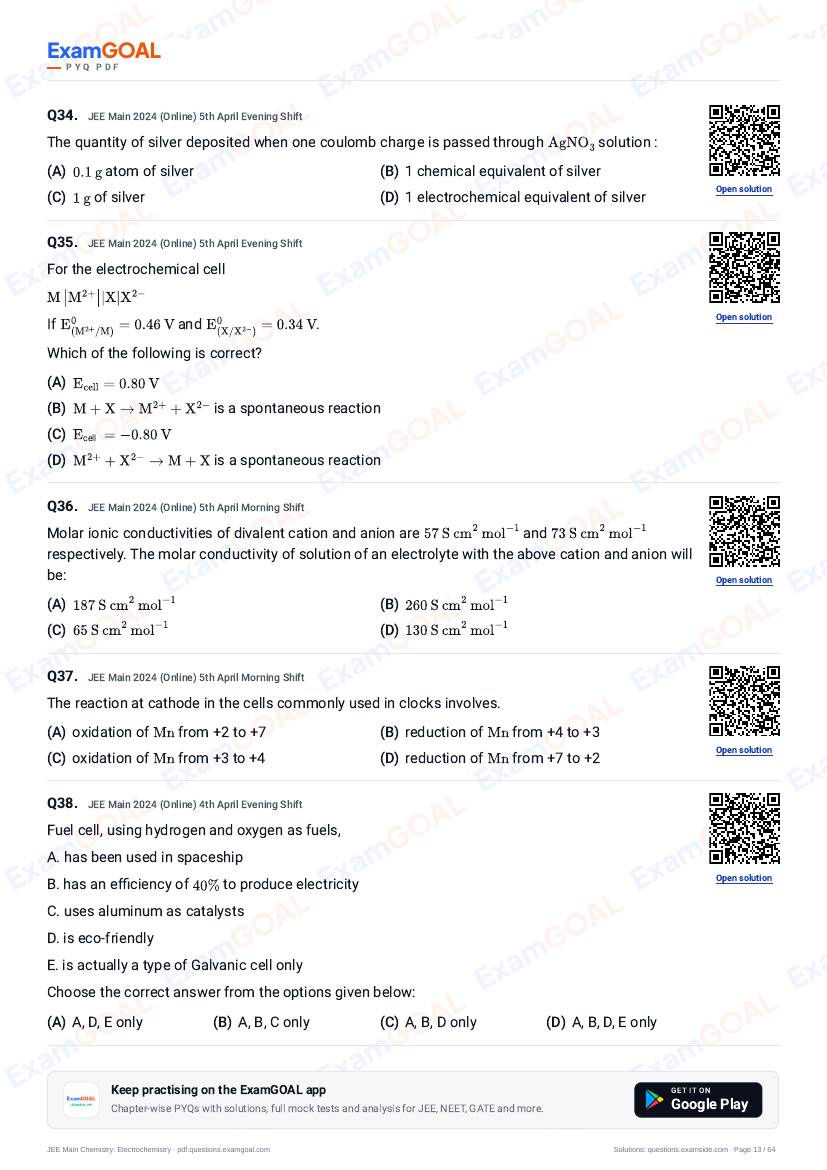 ExamGOAL
PYQ PDF
Q34. JEE Main 2024 (Online) 5th April Evening Shift
The quantity of silver deposited when one coulomb charge is passed through AgNO₃ solution :
(A) 0.1 g atom of silver
(B) 1 chemical equivalent of silver
(C) 1 g of silver
(D) 1 electrochemical equivalent of silver
Open solution
Q35. JEE Main 2024 (Online) 5th April Evening Shift
For the electrochemical cell
M |M²⁺||X|X²⁻
If E⁰(M²⁺/M) = 0.46 V and E⁰(X/X²⁻) = 0.34 V.
Which of the following is correct?
(A) E_cell = 0.80 V
(B) M + X → M²⁺ + X²⁻ is a spontaneous reaction
(C) E_cell = −0.80 V
(D) M²⁺ + X²⁻ → M + X is a spontaneous reaction
Open solution
Q36. JEE Main 2024 (Online) 5th April Morning Shift
Molar ionic conductivities of divalent cation and anion are 57 S cm² mol⁻¹ and 73 S cm² mol⁻¹
respectively. The molar conductivity of solution of an electrolyte with the above cation and anion will
be:
(A) 187 S cm² mol⁻¹
(B) 260 S cm² mol⁻¹
(C) 65 S cm² mol⁻¹
(D) 130 S cm² mol⁻¹
Open solution
Q37. JEE Main 2024 (Online) 5th April Morning Shift
The reaction at cathode in the cells commonly used in clocks involves.
(A) oxidation of Mn from +2 to +7
(B) reduction of Mn from +4 to +3
(C) oxidation of Mn from +3 to +4
(D) reduction of Mn from +7 to +2
Open solution
Q38. JEE Main 2024 (Online) 4th April Evening Shift
Fuel cell, using hydrogen and oxygen as fuels,
A. has been used in spaceship
B. has an efficiency of 40% to produce electricity
C. uses aluminum as catalysts
D. is eco-friendly
E. is actually a type of Galvanic cell only
Choose the correct answer from the options given below:
(A) A, D, E only
(B) A, B, C only
(C) A, B, D only
(D) A, B, D, E only
Open solution
ExamGOAL
Keep practising on the ExamGOAL app
Chapter-wise PYQs with solutions, full mock tests and analysis for JEE, NEET, GATE and more.
GET IT ON
Google Play
JEE Main Chemistry: Electrochemistry · pdf.questions.examgoal.com
Solutions: questions.examside.com · Page 13 / 64